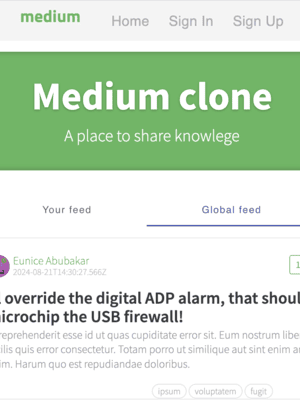 medium
Home Sign In Sign Up
Medium clone
A place to share knowlege
Your feed Global feed
Eunice Abubakar
2024-08-21T14:30:27.566Z
override the digital ADP alarm, that shou
icrochip the USB firewall!
reprehenderit esse id ut quas cupiditate error sit. Eum nostrum libe
ilis quis error consectetur. Totam porro ut similique aut sint enim a
im. Harum quo est repudiandae doloribus.
ipsum voluptatem fugit